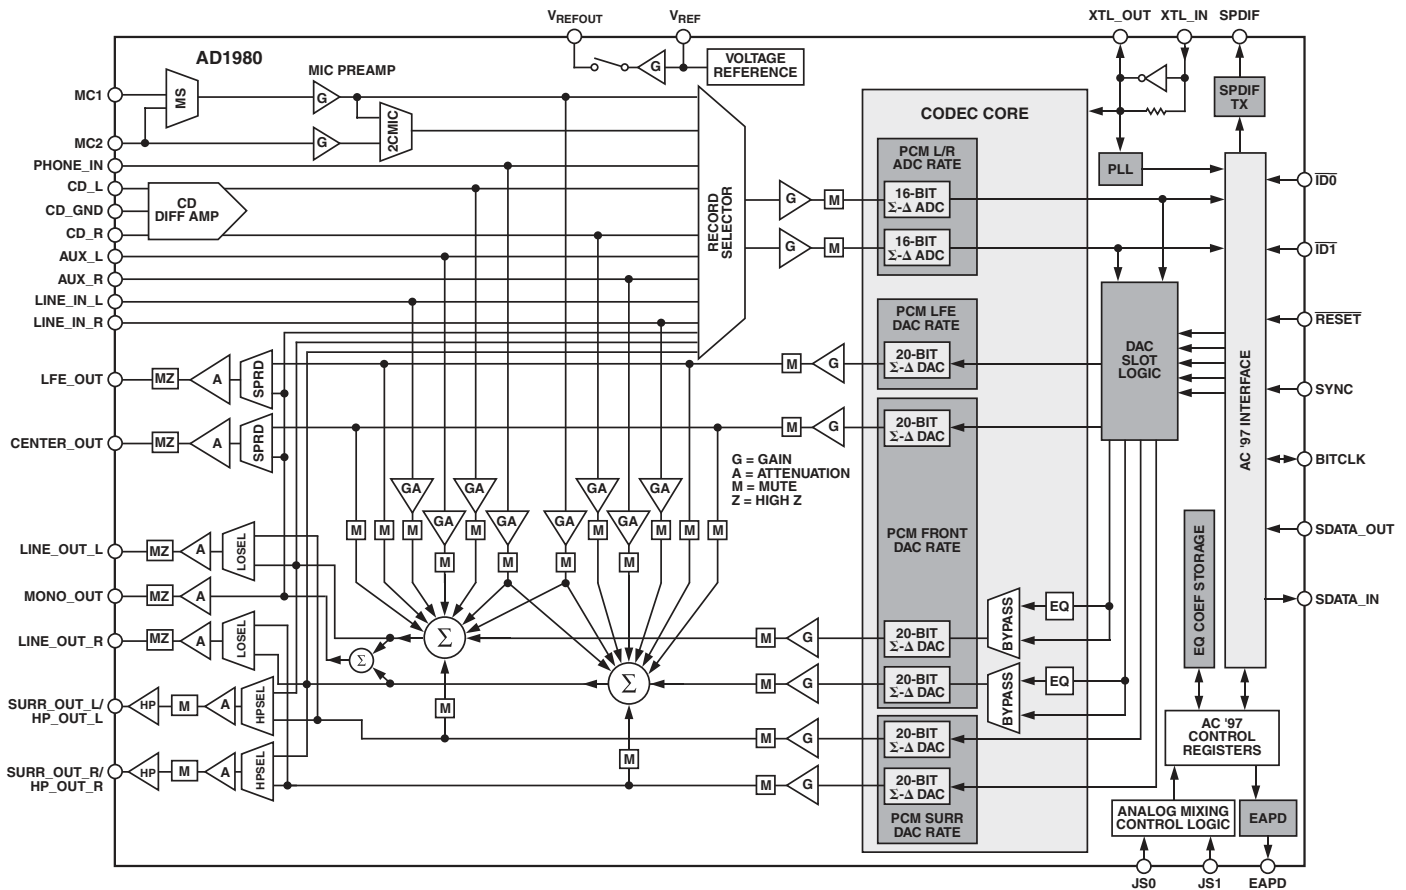 VREFOUT
VREF
XTL_OUT
XTL_IN
SPDIF
AD1980
VOLTAGE
REFERENCE
G
MIC PREAMP
MC1
MS
G
2CMIC
MC2
G
PHONE_IN
CD_L
CD_GND
CD
DIFF AMP
CD_R
AUX_L
AUX_R
LINE_IN_L
LINE_IN_R
RECORD
SELECTOR
G
M
G
M
CODEC CORE
PCM L/R
ADC RATE
16-BIT
Σ-Δ ADC
16-BIT
Σ-Δ ADC
PCM LFE
DAC RATE
20-BIT
Σ-Δ DAC
20-BIT
Σ-Δ DAC
PCM FRONT
DAC RATE
20-BIT
Σ-Δ DAC
20-BIT
Σ-Δ DAC
20-BIT
Σ-Δ DAC
20-BIT
Σ-Δ DAC
PCM SURR
DAC RATE
BYPASS
EQ
BYPASS
EQ
SPDIF
TX
PLL
DAC
SLOT
LOGIC
AC '97 INTERFACE
EQ COEF STORAGE
ID0
ID1
RESET
SYNC
BITCLK
SDATA_OUT
SDATA_IN
AC '97
CONTROL
REGISTERS
ANALOG MIXING
CONTROL LOGIC
EAPD
JS0
JS1
EAPD
LFE_OUT
MZ
A
SPRD
M
G
CENTER_OUT
MZ
A
SPRD
M
G
G = GAIN
A = ATTENUATION
M = MUTE
Z = HIGH Z
GA
GA
GA
GA
GA
GA
GA
GA
M
M
M
M
M
M
M
M
M
M
M
M
LINE_OUT_L
MZ
A
LOSEL
MONO_OUT
MZ
A
LINE_OUT_R
MZ
A
LOSEL
Σ
Σ
Σ
M
G
M
G
SURR_OUT_L/
HP_OUT_L
HP
M
A
HPSEL
M
M
G
SURR_OUT_R/
HP_OUT_R
HP
M
A
HPSEL
M
M
G